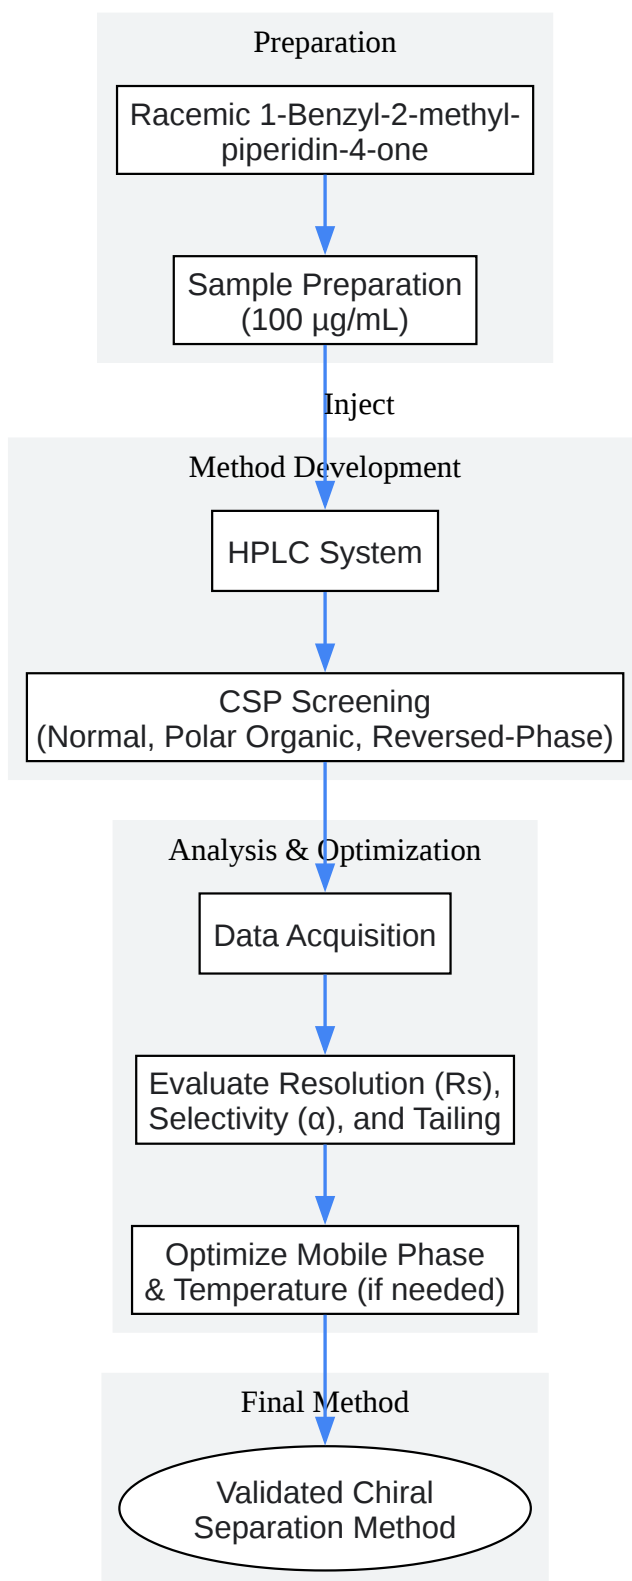 Preparation
Racemic 1-Benzyl-2-methyl-
piperidin-4-one
Sample Preparation
(100 µg/mL)
Inject
Method Development
HPLC System
CSP Screening
(Normal, Polar Organic, Reversed-Phase)
Analysis & Optimization
Data Acquisition
Evaluate Resolution (Rs),
Selectivity (α), and Tailing
Optimize Mobile Phase
& Temperature (if needed)
Final Method
Validated Chiral
Separation Method